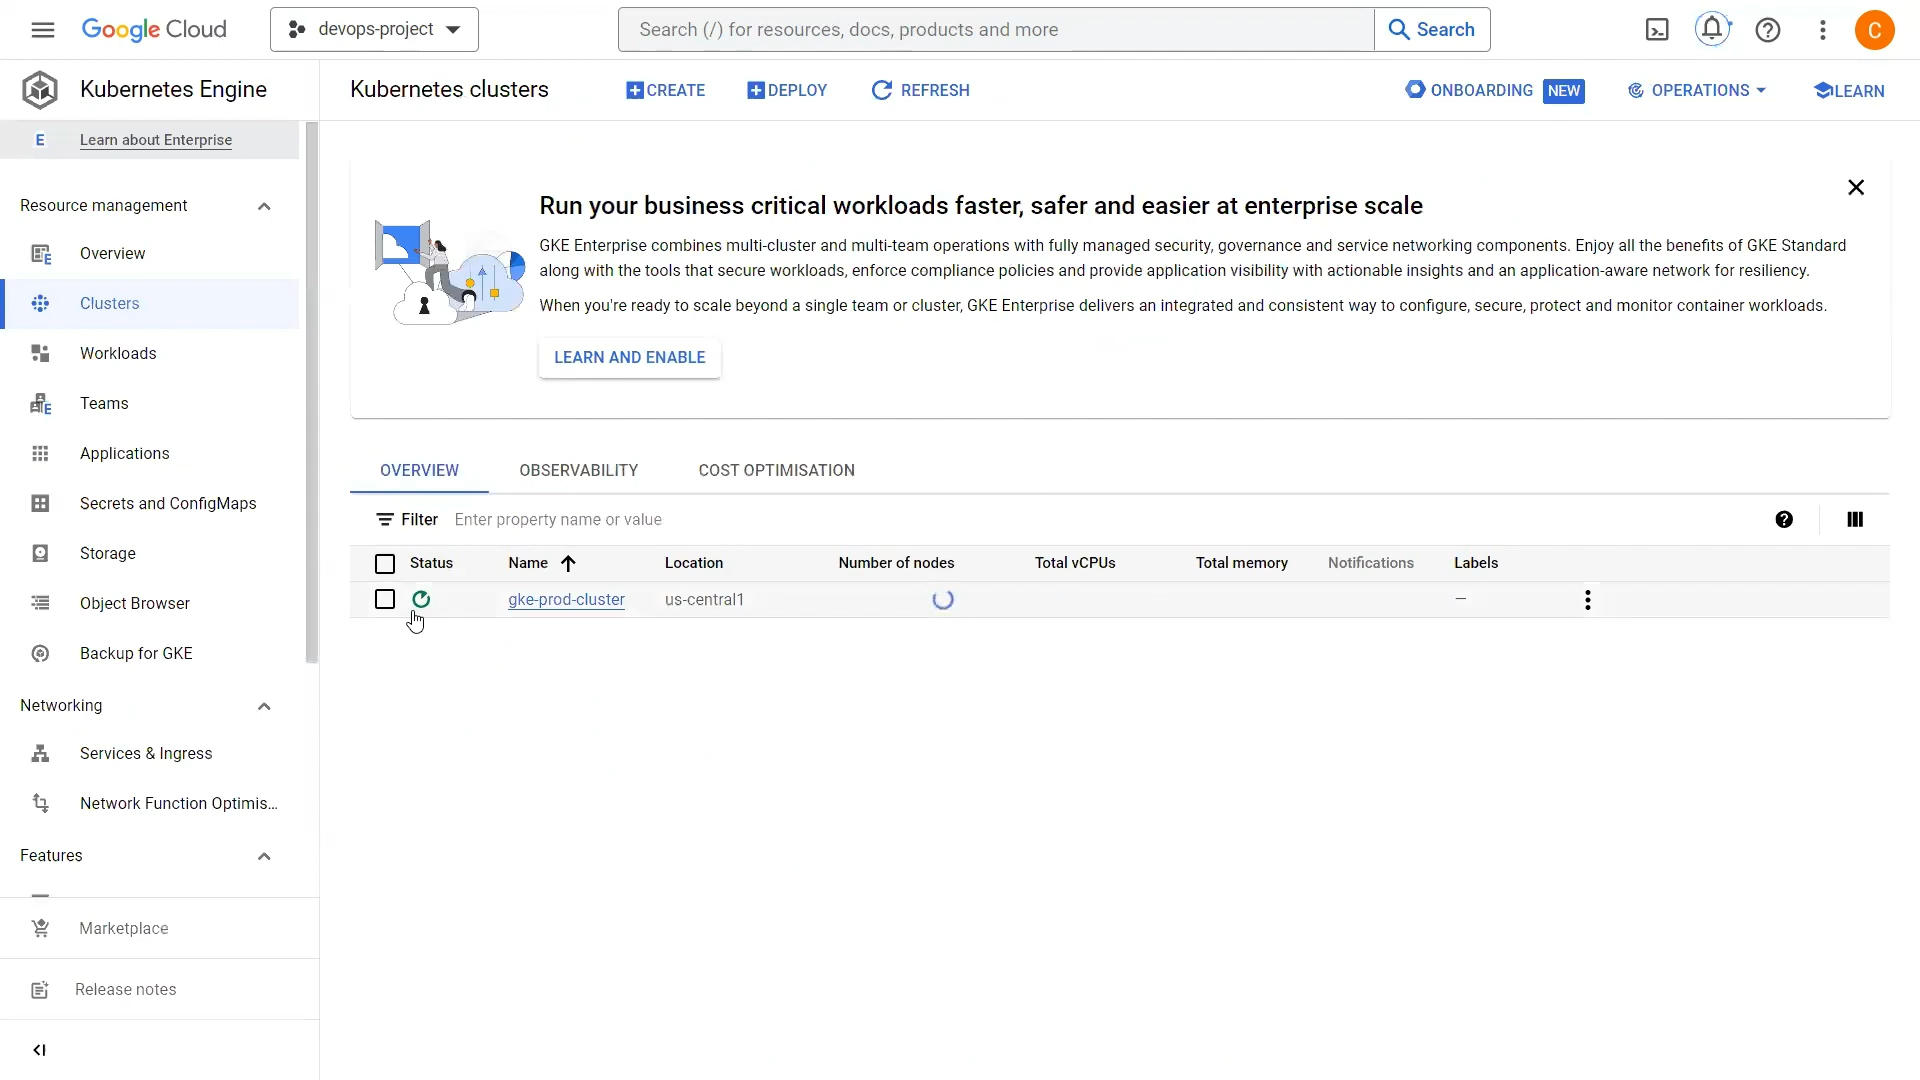 Google Cloud
devops-project
Search (/) for resources, docs, products and more
Search
C
Kubernetes Engine
Kubernetes clusters
CREATE
DEPLOY
REFRESH
ONBOARDING NEW
OPERATIONS
LEARN
E Learn about Enterprise
Resource management
Overview
Clusters
Workloads
Teams
Applications
Secrets and ConfigMaps
Storage
Object Browser
Backup for GKE
Networking
Services & Ingress
Network Function Optimis...
Features
Marketplace
Release notes
Run your business critical workloads faster, safer and easier at enterprise scale
GKE Enterprise combines multi-cluster and multi-team operations with fully managed security, governance and service networking components. Enjoy all the benefits of GKE Standard
along with the tools that secure workloads, enforce compliance policies and provide application visibility with actionable insights and an application-aware network for resiliency.
When you're ready to scale beyond a single team or cluster, GKE Enterprise delivers an integrated and consistent way to configure, secure, protect and monitor container workloads.
LEARN AND ENABLE
OVERVIEW
OBSERVABILITY
COST OPTIMISATION
Filter Enter property name or value
Status Name Location Number of nodes Total vCPUs Total memory Notifications Labels
gke-prod-cluster us-central1 –